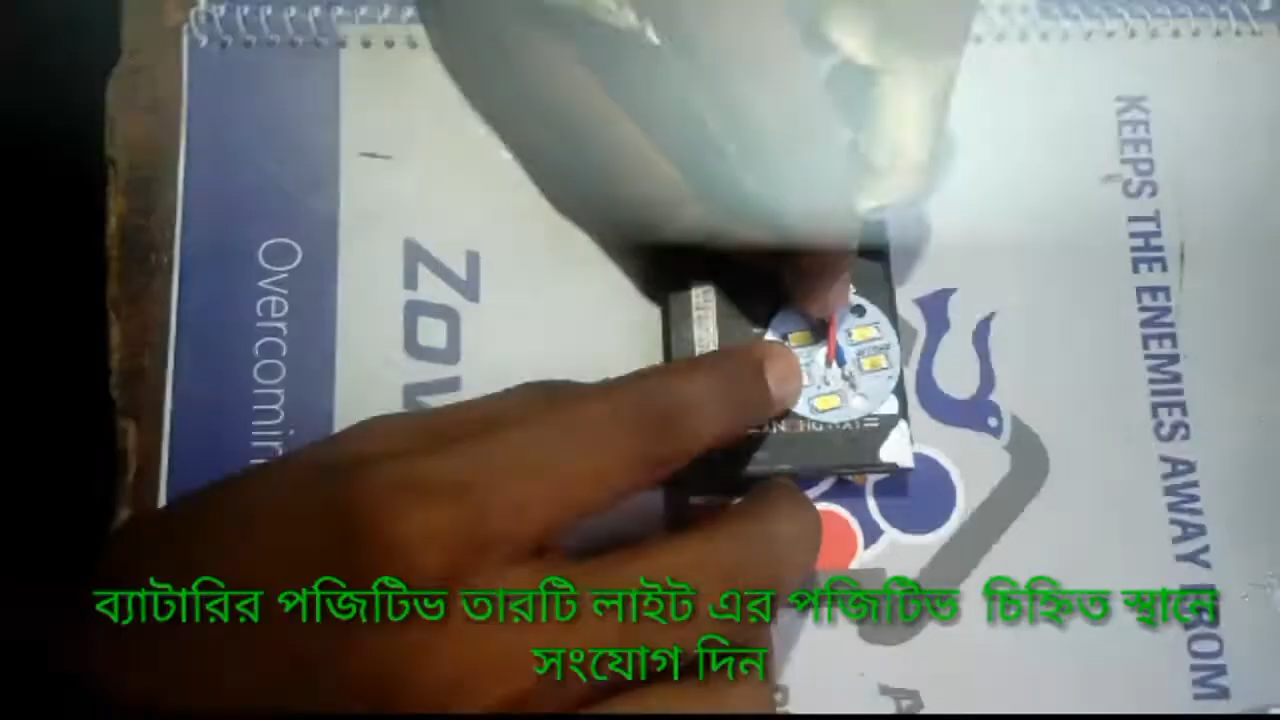 Overcomin
Zov
KEEPS THE ENEMIES AWAY FROM
ব্যাটারির পজিটিভ তারটি লাইট এর পজিটিভ চিহ্নিত স্থানে
সংযোগ দিন